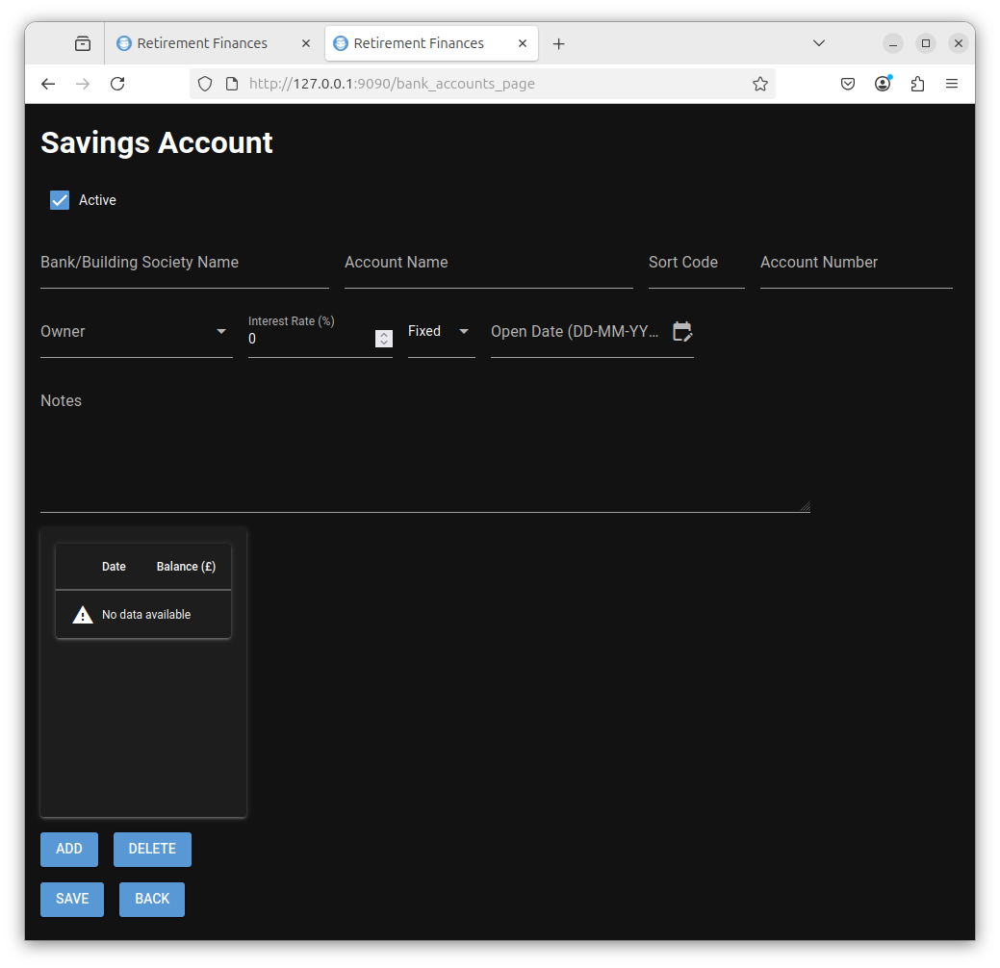 Retirement Finances
Retirement Finances
http://127.0.0.1:9090/bank_accounts_page
Savings Account
Active
Bank/Building Society Name Account Name Sort Code Account Number
Owner Interest Rate (%) 0 Fixed Open Date (DD-MM-YY...
Notes
Date Balance (£)
No data available
ADD DELETE
SAVE BACK